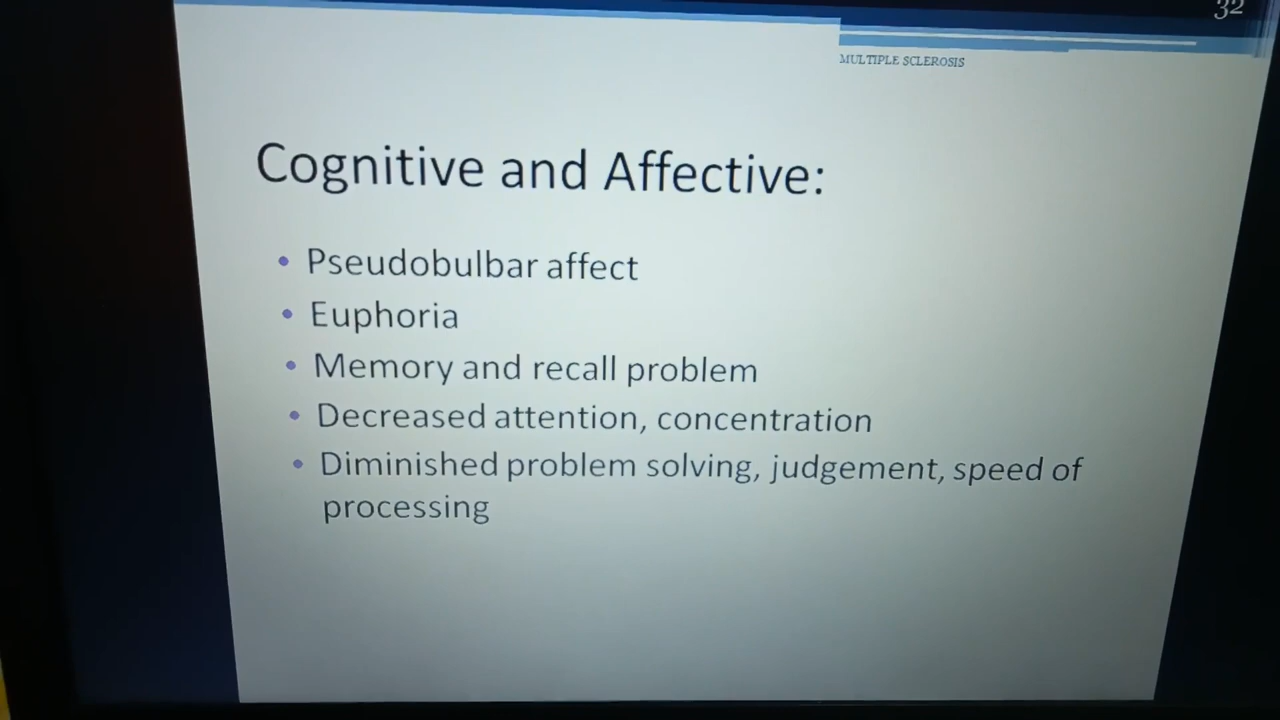 32
MULTIPLE SCLEROSIS
Cognitive and Affective:
• Pseudobulbar affect
• Euphoria
• Memory and recall problem
• Decreased attention, concentration
• Diminished problem solving, judgement, speed of
processing